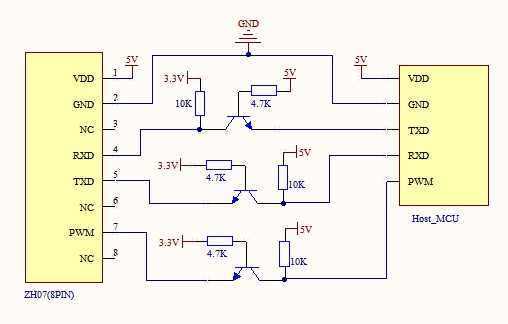 GND
5V
5V
5V
VDD 1
3.3V
VDD
10K
4.7K
GND 2
GND
NC 3
TXD
RXD 4
3.3V
5V
RXD
4.7K
10K
TXD 5
PWM
NC 6
Host_MCU
PWM 7
3.3V
5V
4.7K
10K
NC 8
ZH07(8PIN)